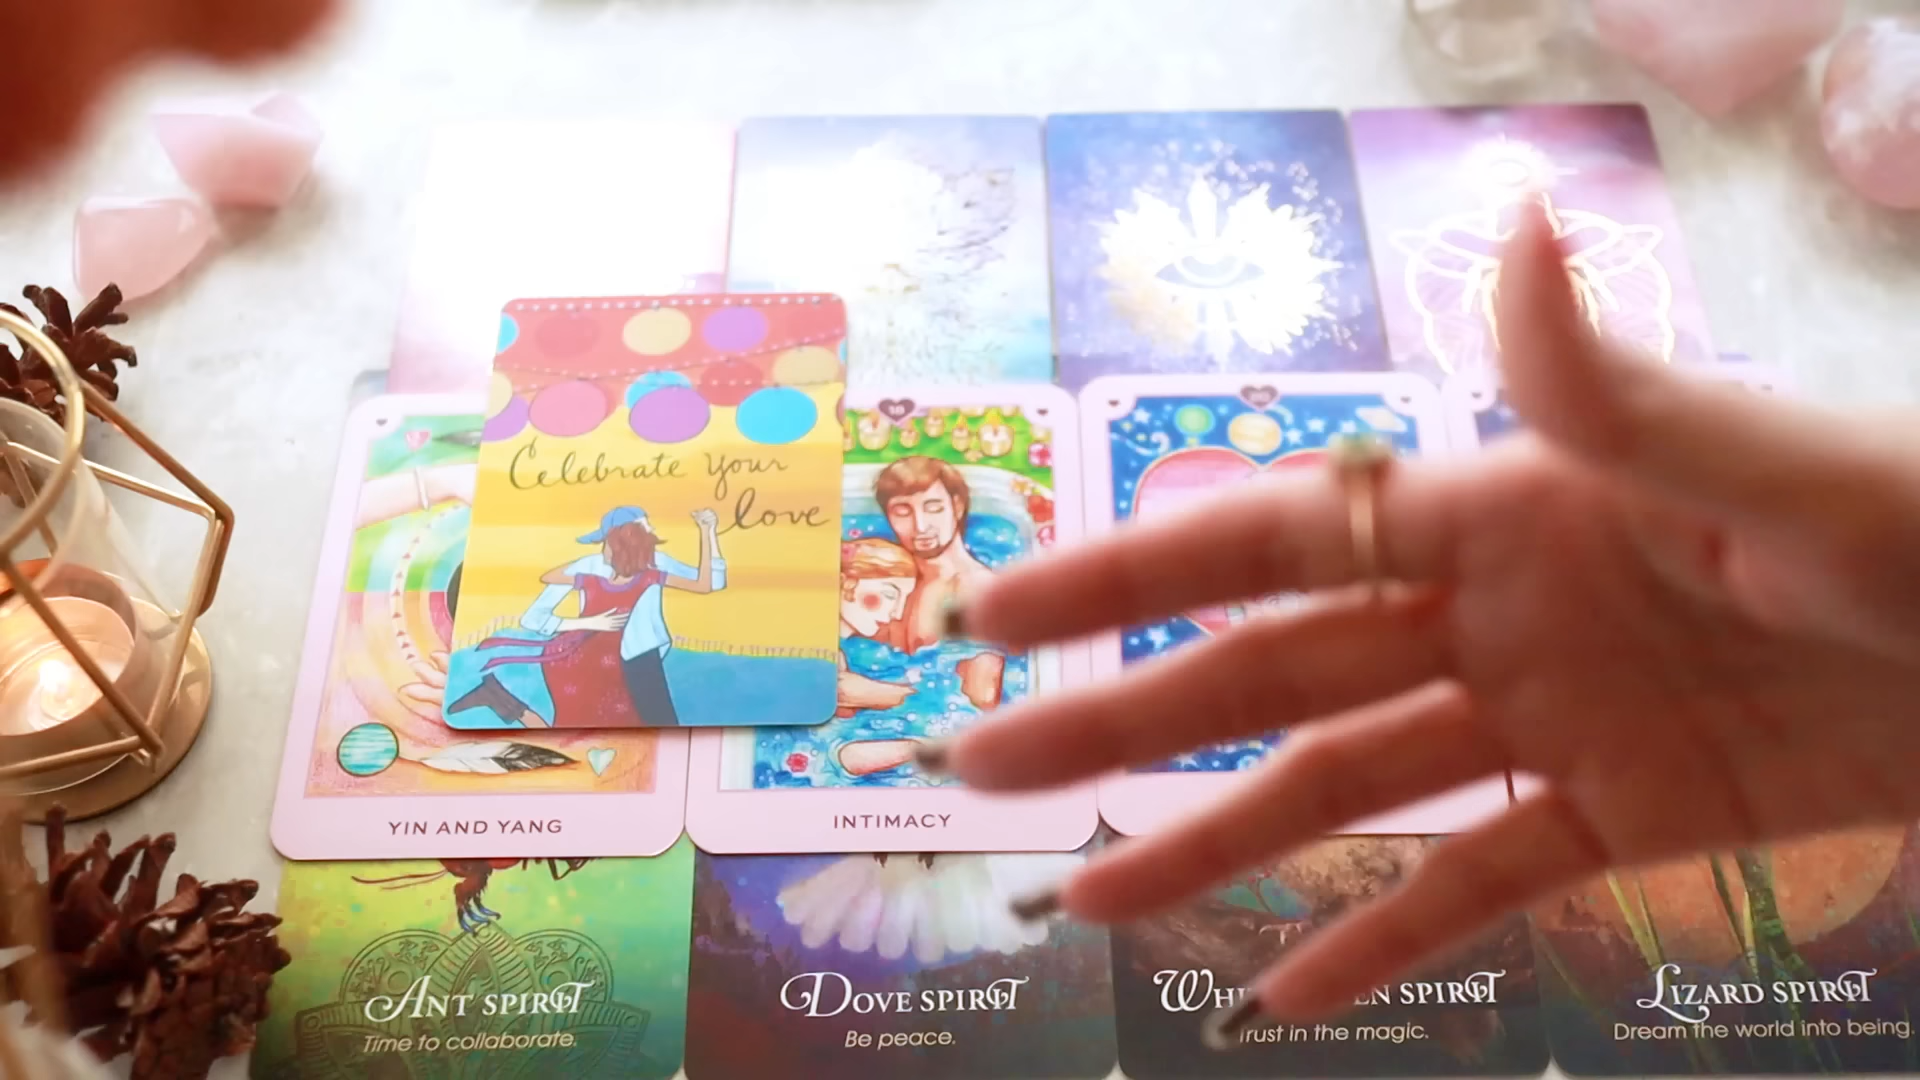 Celebrate your
love
YIN AND YANG
INTIMACY
ANT SPIRIT
Time to collaborate.
DOVE SPIRIT
Be peace.
SPIRIT
Trust in the magic.
LIZARD SPIRIT
Dream the world into being.